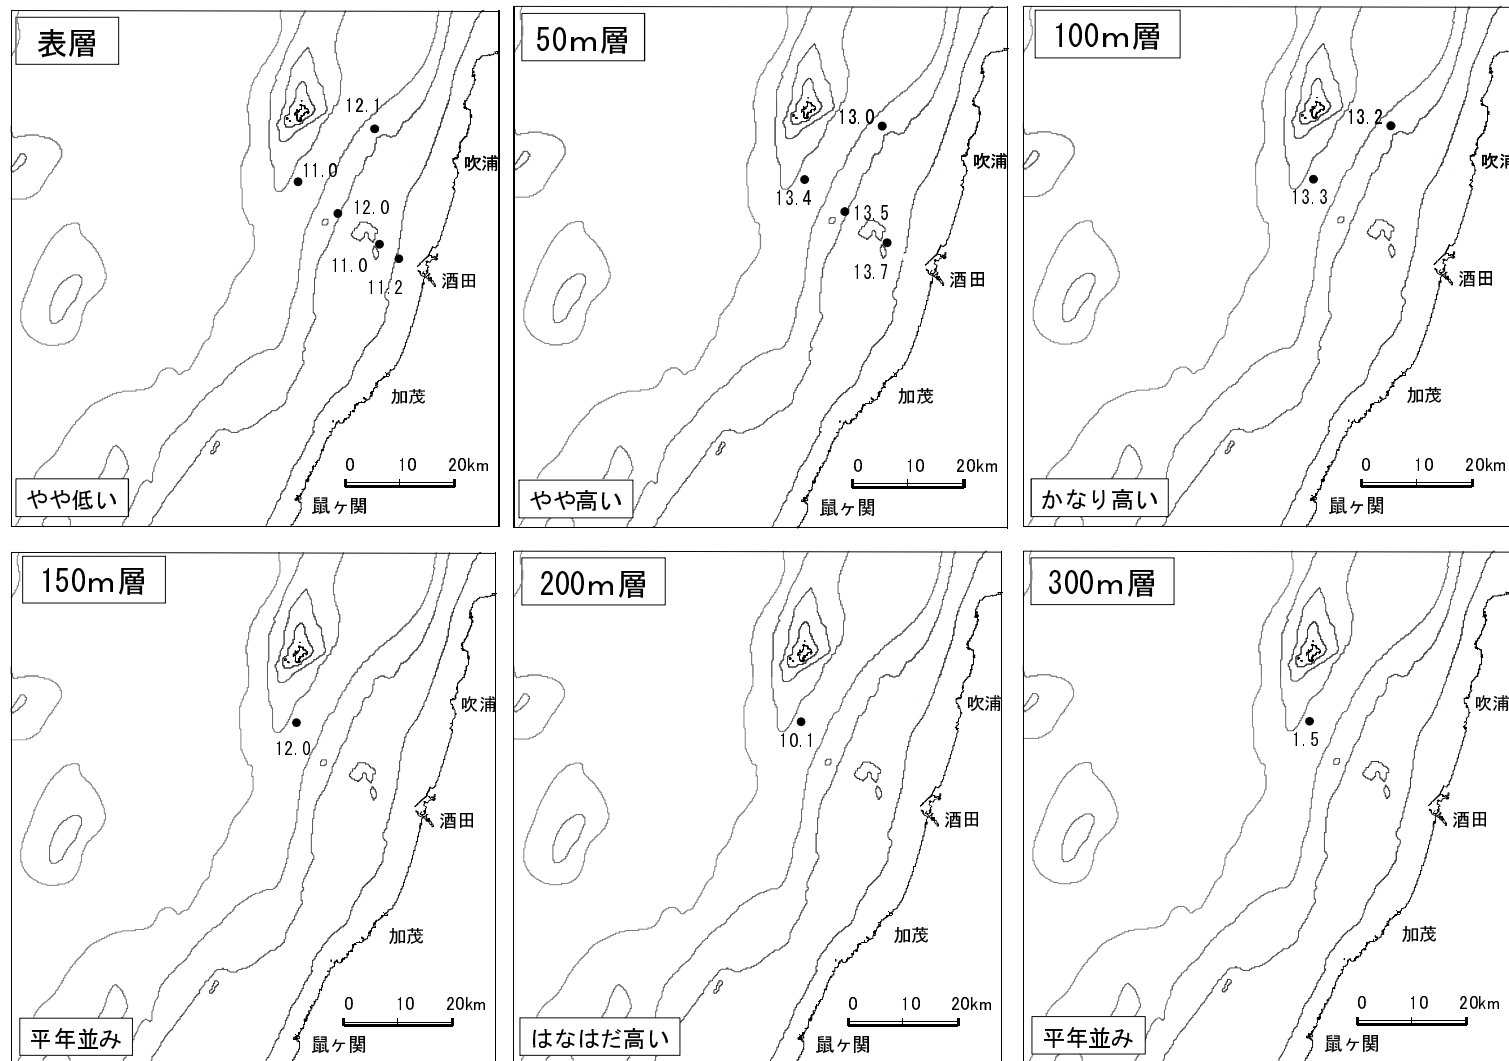 表層
12.1
11.0
吹浦
12.0
11.0
11.2
酒田
加茂
0 10 20km
やや低い
鼠ヶ関
50m層
13.0
吹浦
13.4
13.5
13.7
酒田
加茂
0 10 20km
やや高い
鼠ヶ関
100m層
13.2
吹浦
13.3
酒田
加茂
0 10 20km
かなり高い
鼠ヶ関
150m層
吹浦
12.0
酒田
加茂
0 10 20km
平年並み
鼠ヶ関
200m層
吹浦
10.1
酒田
加茂
0 10 20km
はなはだ高い
鼠ヶ関
300m層
吹浦
1.5
酒田
加茂
0 10 20km
平年並み
鼠ヶ関